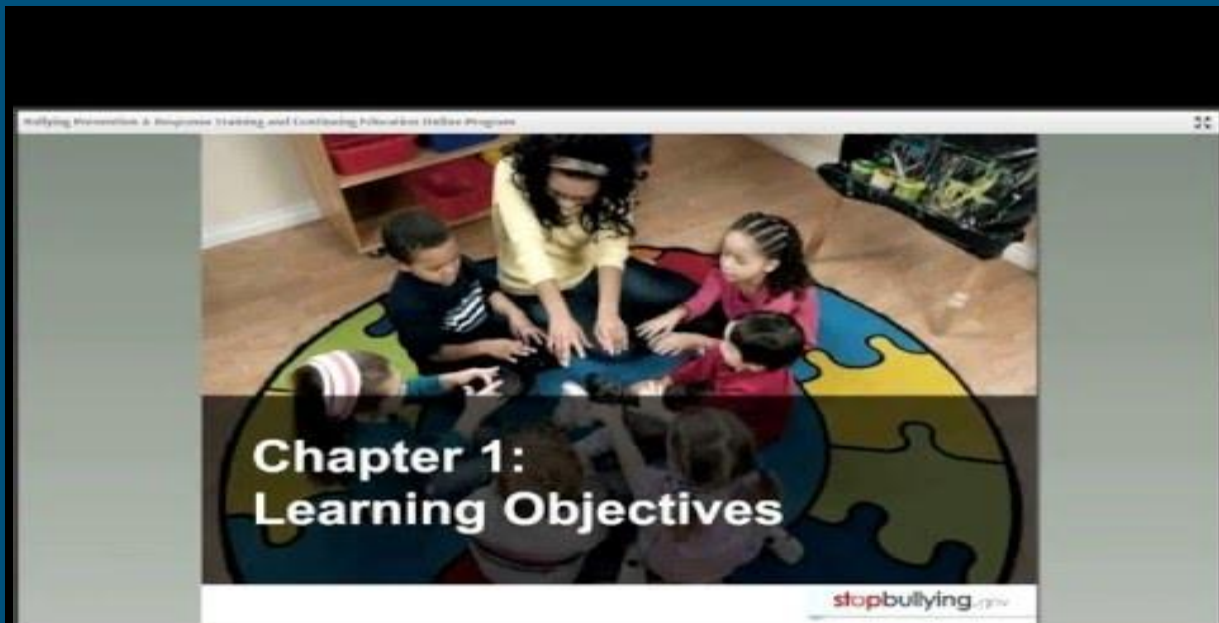 Bullying Prevention & Response Training and Continuing Education Online Program
Chapter 1:
Learning Objectives
stopbullying.gov